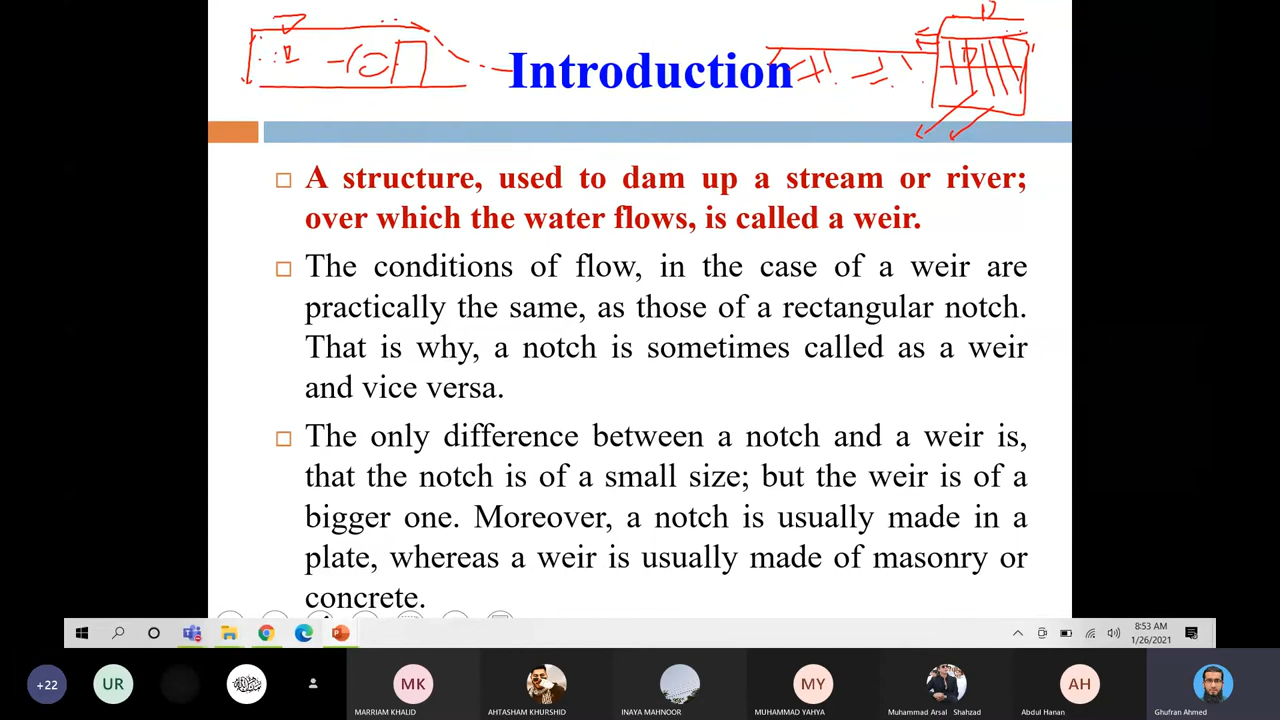 Introduction
A structure, used to dam up a stream or river;
over which the water flows, is called a weir.
The conditions of flow, in the case of a weir are
practically the same, as those of a rectangular notch.
That is why, a notch is sometimes called as a weir
and vice versa.
The only difference between a notch and a weir is,
that the notch is of a small size; but the weir is of a
bigger one. Moreover, a notch is usually made in a
plate, whereas a weir is usually made of masonry or
concrete.
8:53 AM
1/26/2021
+22
UR
MK
MY
AH
MARRIAM KHALID
AHTASHAM KHURSHID
INAYA MAHNOOR
MUHAMMAD YAHYA
Muhammad Arsal Shahzad
Abdul Hanan
Ghufran Ahmed